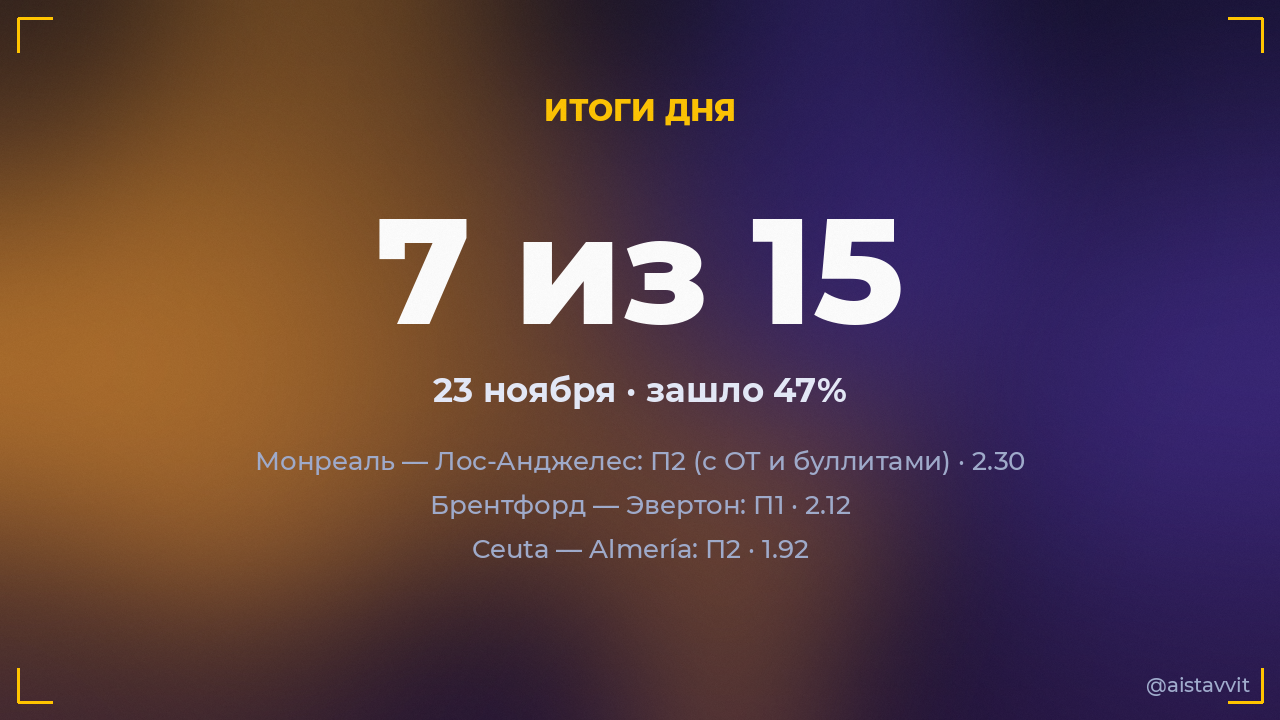 ИТОГИ ДНЯ
7 из 15
23 ноября · зашло 47%
Монреаль — Лос-Анджелес: П2 (с ОТ и буллитами) · 2.30
Брентфорд — Эвертон: П1 · 2.12
Ceuta — Almería: П2 · 1.92
@aistavvit